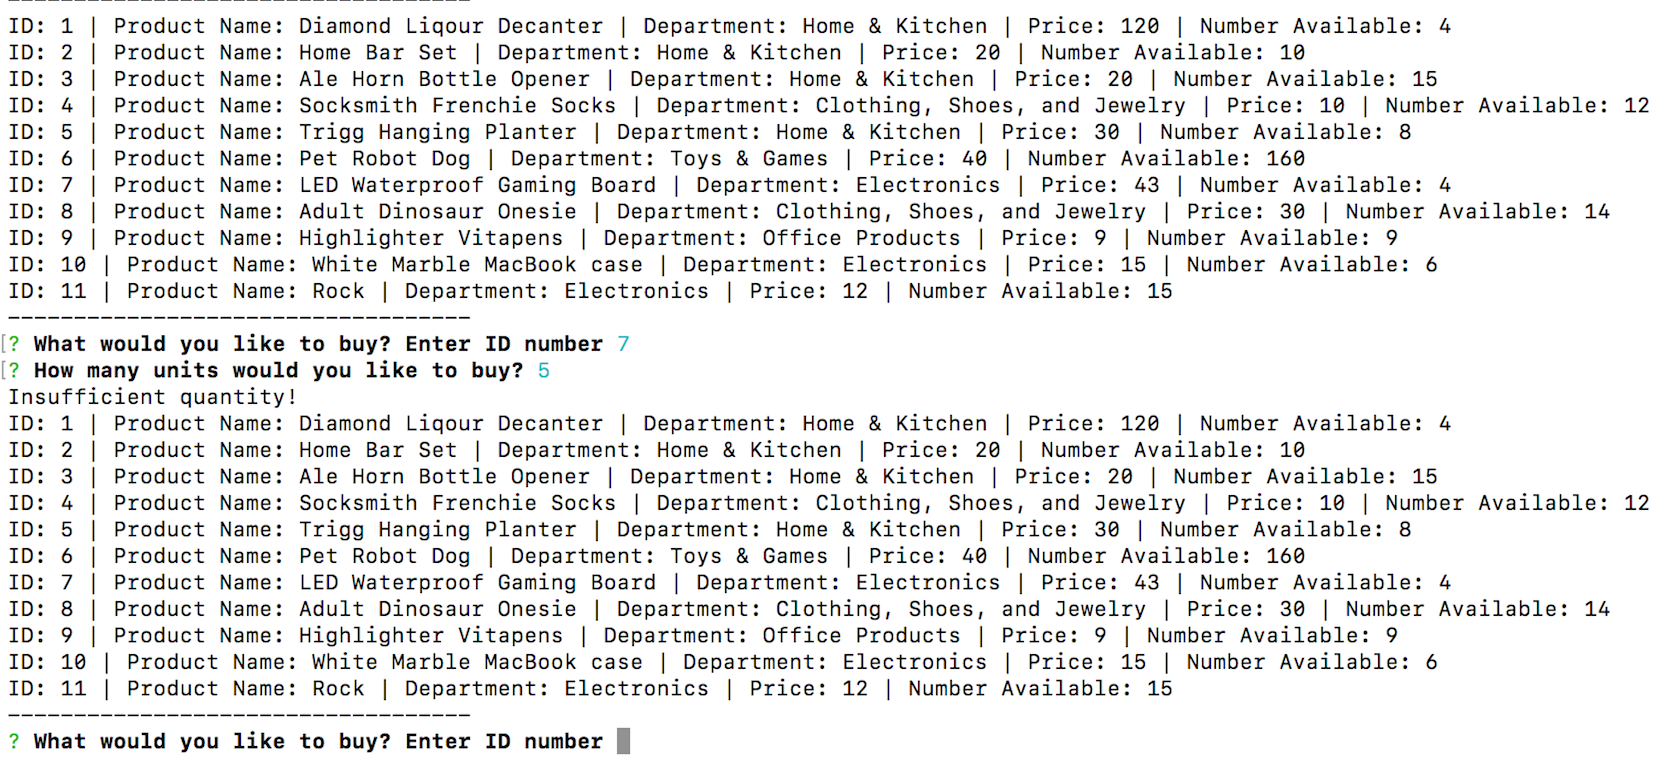 -----------------------------------
ID: 1 | Product Name: Diamond Liqour Decanter | Department: Home & Kitchen | Price: 120 | Number Available: 4
ID: 2 | Product Name: Home Bar Set | Department: Home & Kitchen | Price: 20 | Number Available: 10
ID: 3 | Product Name: Ale Horn Bottle Opener | Department: Home & Kitchen | Price: 20 | Number Available: 15
ID: 4 | Product Name: Socksmith Frenchie Socks | Department: Clothing, Shoes, and Jewelry | Price: 10 | Number Available: 12
ID: 5 | Product Name: Trigg Hanging Planter | Department: Home & Kitchen | Price: 30 | Number Available: 8
ID: 6 | Product Name: Pet Robot Dog | Department: Toys & Games | Price: 40 | Number Available: 160
ID: 7 | Product Name: LED Waterproof Gaming Board | Department: Electronics | Price: 43 | Number Available: 4
ID: 8 | Product Name: Adult Dinosaur Onesie | Department: Clothing, Shoes, and Jewelry | Price: 30 | Number Available: 14
ID: 9 | Product Name: Highlighter Vitapens | Department: Office Products | Price: 9 | Number Available: 9
ID: 10 | Product Name: White Marble MacBook case | Department: Electronics | Price: 15 | Number Available: 6
ID: 11 | Product Name: Rock | Department: Electronics | Price: 12 | Number Available: 15
-----------------------------------
[? What would you like to buy? Enter ID number 7
[? How many units would you like to buy? 5
Insufficient quantity!
ID: 1 | Product Name: Diamond Liqour Decanter | Department: Home & Kitchen | Price: 120 | Number Available: 4
ID: 2 | Product Name: Home Bar Set | Department: Home & Kitchen | Price: 20 | Number Available: 10
ID: 3 | Product Name: Ale Horn Bottle Opener | Department: Home & Kitchen | Price: 20 | Number Available: 15
ID: 4 | Product Name: Socksmith Frenchie Socks | Department: Clothing, Shoes, and Jewelry | Price: 10 | Number Available: 12
ID: 5 | Product Name: Trigg Hanging Planter | Department: Home & Kitchen | Price: 30 | Number Available: 8
ID: 6 | Product Name: Pet Robot Dog | Department: Toys & Games | Price: 40 | Number Available: 160
ID: 7 | Product Name: LED Waterproof Gaming Board | Department: Electronics | Price: 43 | Number Available: 4
ID: 8 | Product Name: Adult Dinosaur Onesie | Department: Clothing, Shoes, and Jewelry | Price: 30 | Number Available: 14
ID: 9 | Product Name: Highlighter Vitapens | Department: Office Products | Price: 9 | Number Available: 9
ID: 10 | Product Name: White Marble MacBook case | Department: Electronics | Price: 15 | Number Available: 6
ID: 11 | Product Name: Rock | Department: Electronics | Price: 12 | Number Available: 15
-----------------------------------
? What would you like to buy? Enter ID number